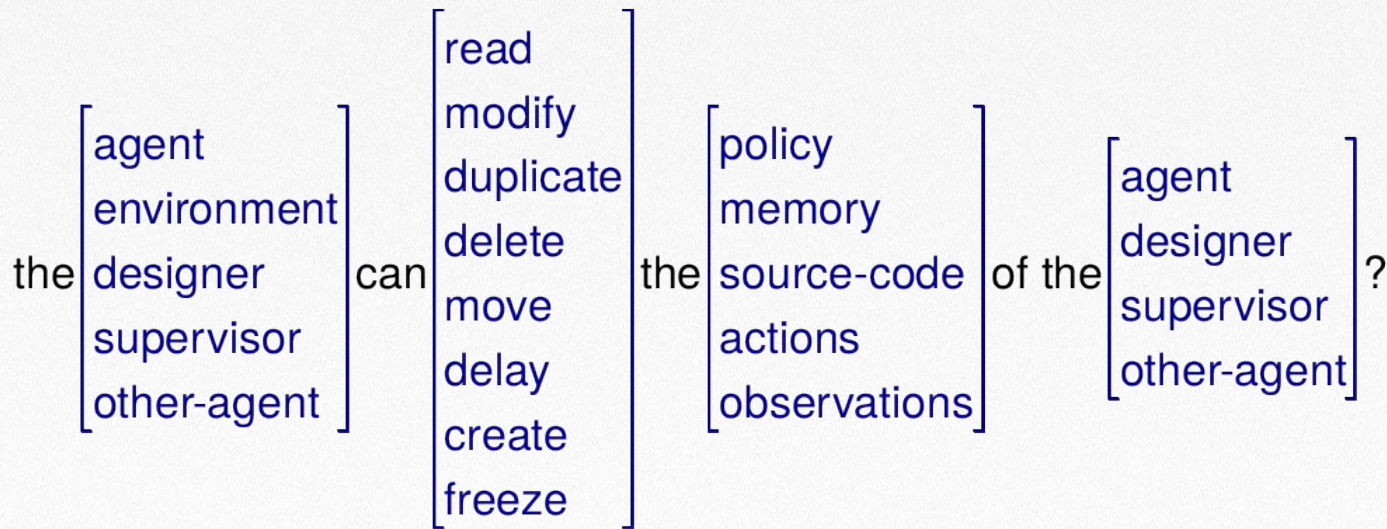 the
agent
environment
designer
supervisor
other-agent
can
read
modify
duplicate
delete
move
delay
create
freeze
the
policy
memory
source-code
actions
observations
of the
agent
designer
supervisor
other-agent
?